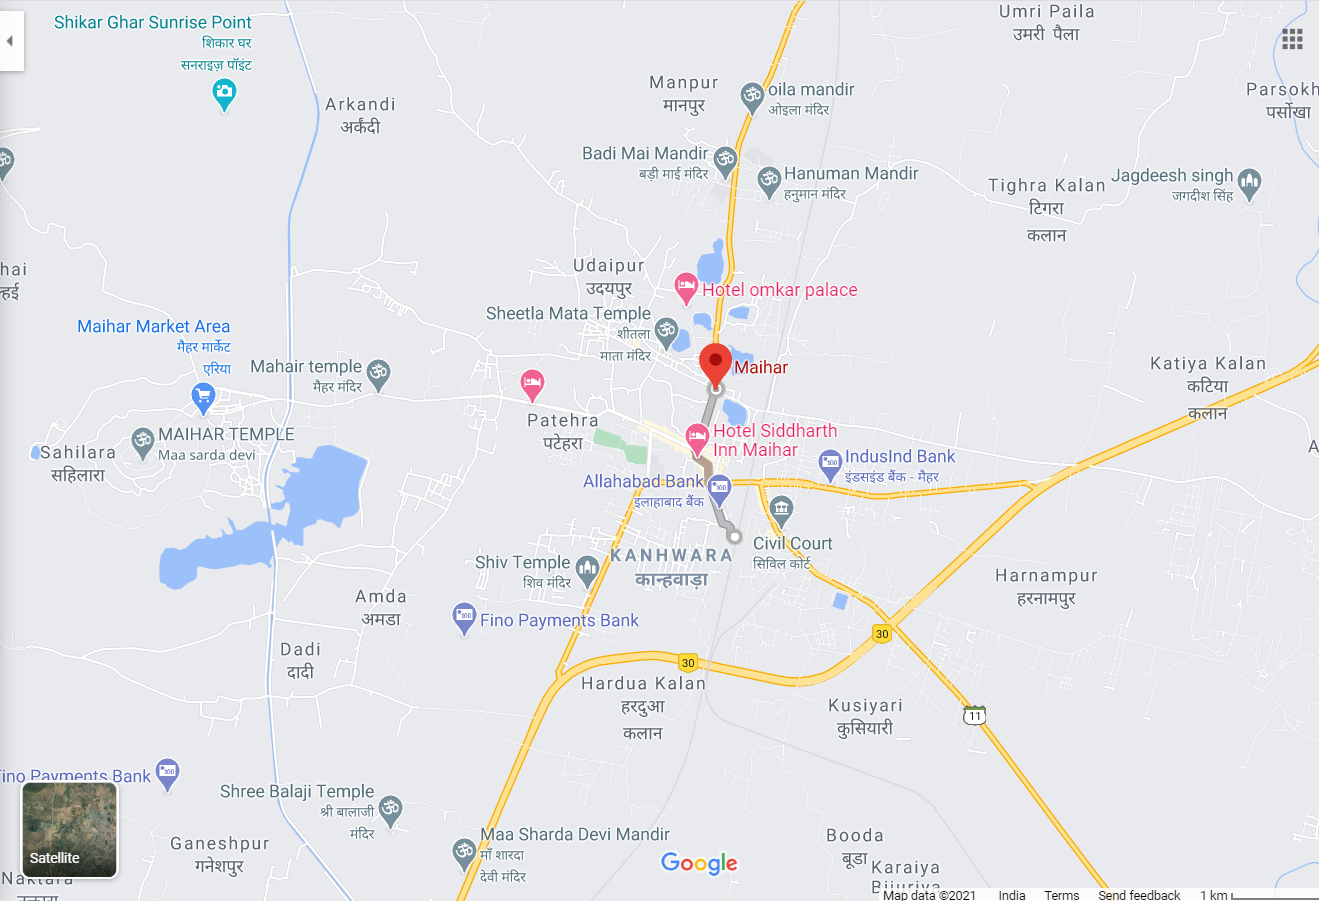 Shikar Ghar Sunrise Point
शिकार घर
सनराइज़ पॉइंट
Umri Paila
उमरी पैला
Manpur
मानपुर
oila mandir
ओइला मंदिर
Arkandi
अर्कंदी
Parsokh
पर्सोखा
Badi Mai Mandir
बड़ी माई मंदिर
Hanuman Mandir
हनुमान मंदिर
Tighra Kalan
टिगरा
कलान
Jagdeesh singh
जगदीश सिंह
hai
Udaipur
उदयपुर
Hotel omkar palace
Sheetla Mata Temple
शीतला
माता मंदिर
Maihar Market Area
मैहर मार्केट
एरिया
Mahair temple
मैहर मंदिर
Maihar
Katiya Kalan
कटिया
कलान
Patehra
पटेहरा
MAIHAR TEMPLE
Maa sarda devi
Sahilara
सहिलारा
Hotel Siddharth
Inn Maihar
IndusInd Bank
इंडसइंड बैंक - मैहर
Allahabad Bank
इलाहाबाद बैंक
Civil Court
सिविल कोर्ट
KANHWARA
कान्हवाड़ा
Shiv Temple
शिव मंदिर
Harnampur
हरनामपुर
Amda
अमडा
Fino Payments Bank
30
Dadi
दादी
30
Hardua Kalan
हरदुआ
कलान
Kusiyari
कुसियारी
11
Fino Payments Bank
Shree Balaji Temple
श्री बालाजी
मंदिर
Maa Sharda Devi Mandir
माँ शारदा
देवी मंदिर
Ganeshpur
गनेशपुर
Satellite
Naktara
Booda
बूडा
Karaiya
Bijuriya
Google
Map data ©2021 India Terms Send feedback 1 km